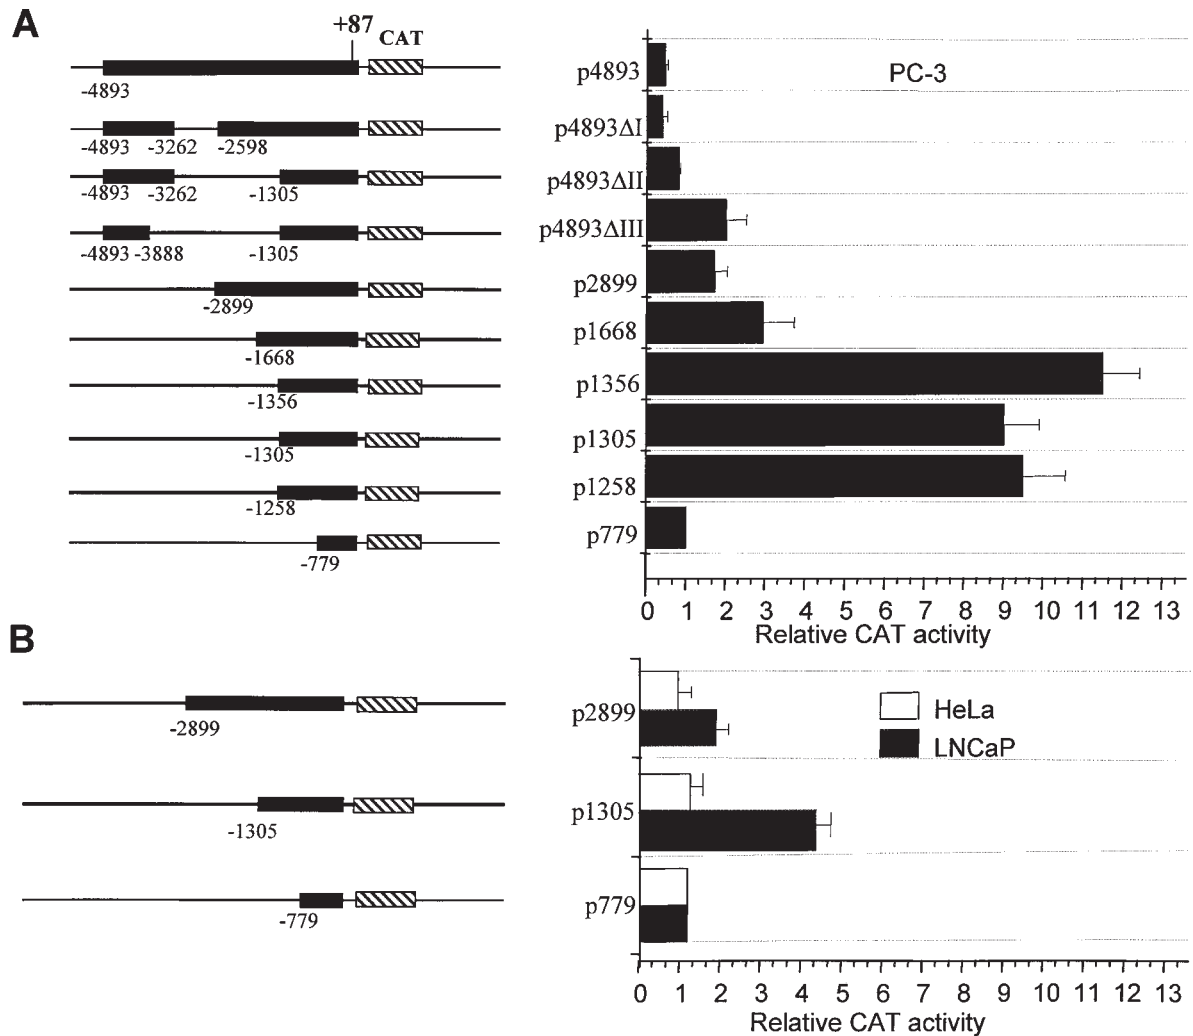 A
+87 CAT
-4893
-4893 -3262 -2598
-4893 -3262 -1305
-4893 -3888 -1305
-2899
-1668
-1356
-1305
-1258
-779
PC-3
p4893
p4893ΔI
p4893ΔII
p4893ΔIII
p2899
p1668
p1356
p1305
p1258
p779
0 1 2 3 4 5 6 7 8 9 10 11 12 13
Relative CAT activity
B
-2899
-1305
-779
p2899
p1305
p779
HeLa
LNCaP
0 1 2 3 4 5 6 7 8 9 10 11 12 13
Relative CAT activity